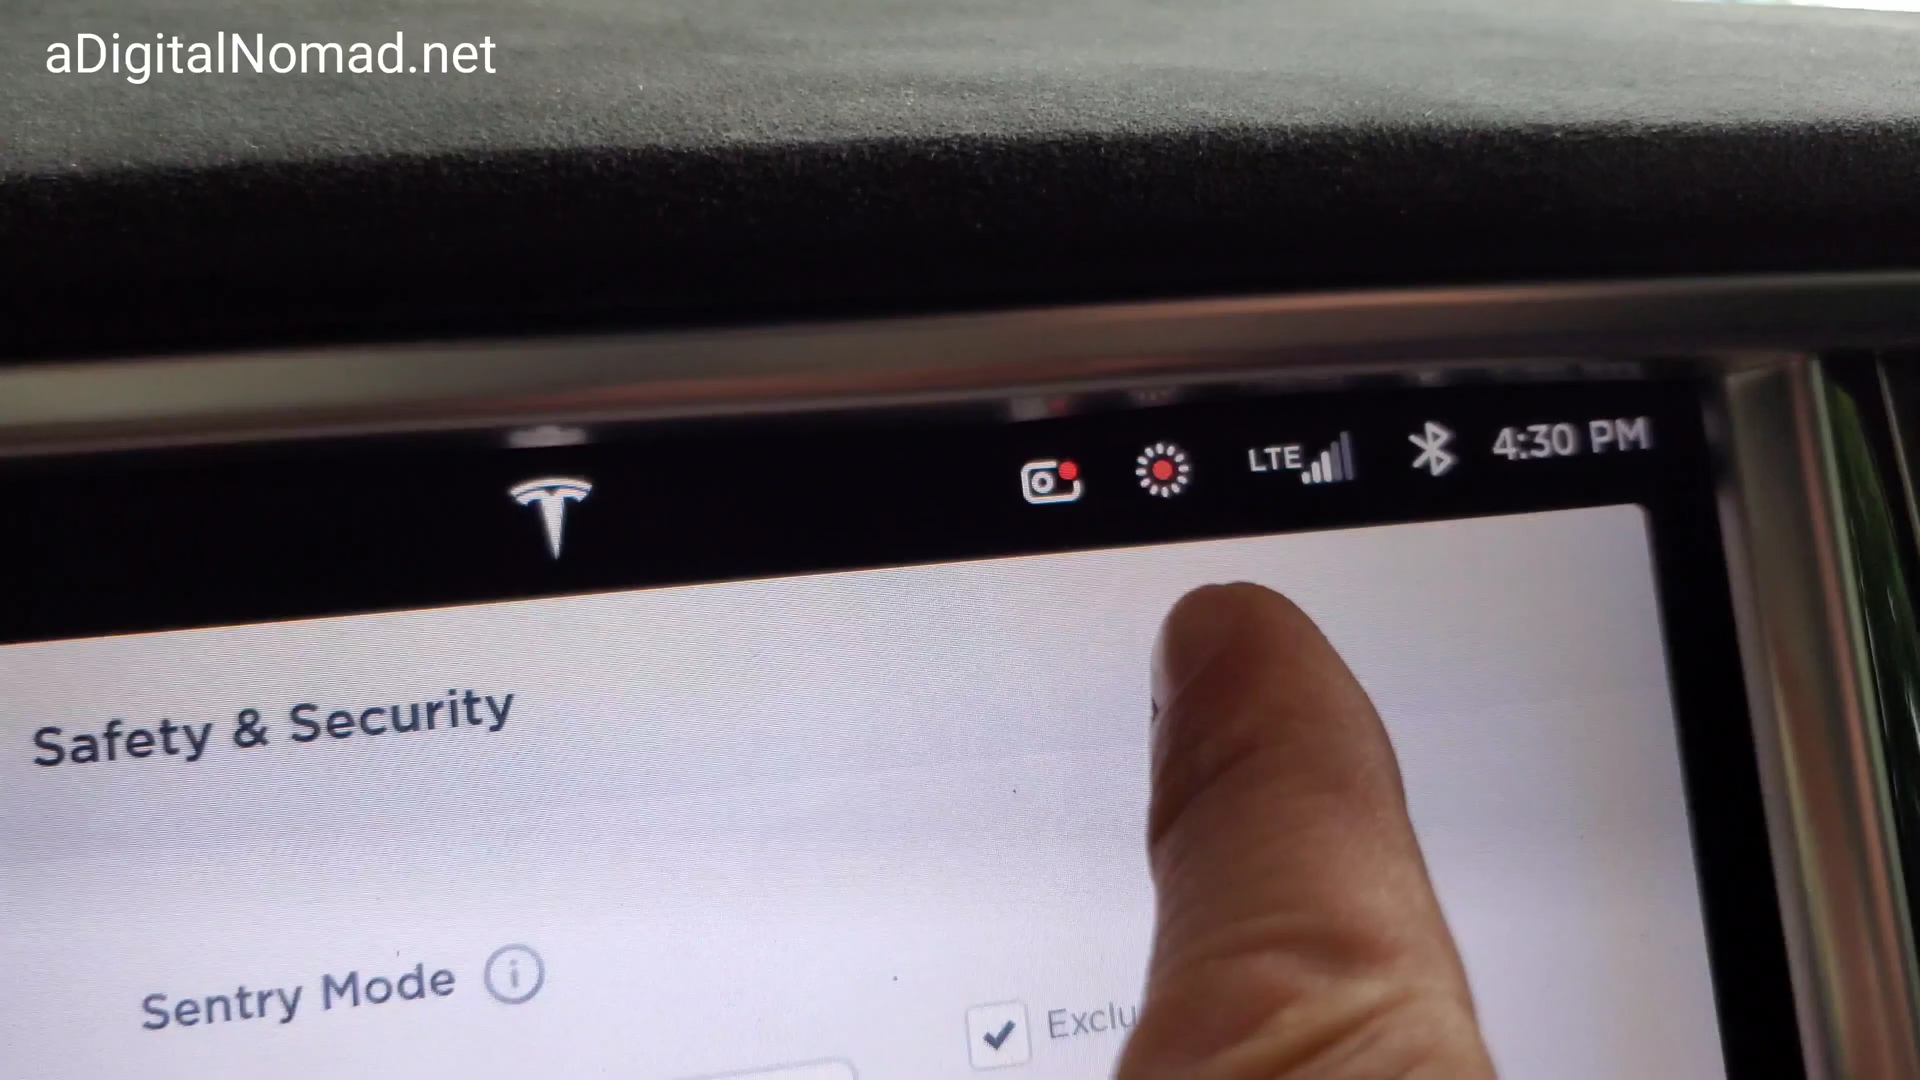 aDigitalNomad.net
LTE 4:30 PM
Safety & Security
Sentry Mode
Exclu